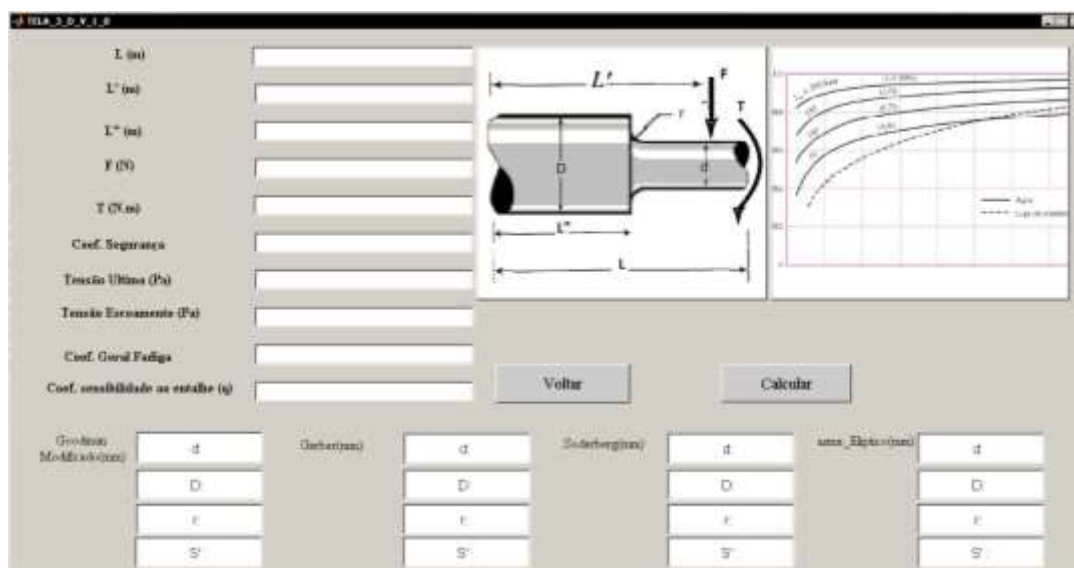 TELA_3_D_V_1_0
L (m)
L' (m)
L'' (m)
F (N)
T (N.m)
Coef. Segurança
Tensão Ultima (Pa)
Tensão Escoamento (Pa)
Coef. Geral Fadiga
Coef. sensibilidade ao entalhe (q)
L'
F
r
T
D
d
L''
L
Voltar
Calcular
Goodman
Modificado(mm)
d
D
r
S'
Gerber(mm)
d
D
r
S'
Soderberg(mm)
d
D
r
S'
d
D
r
S'